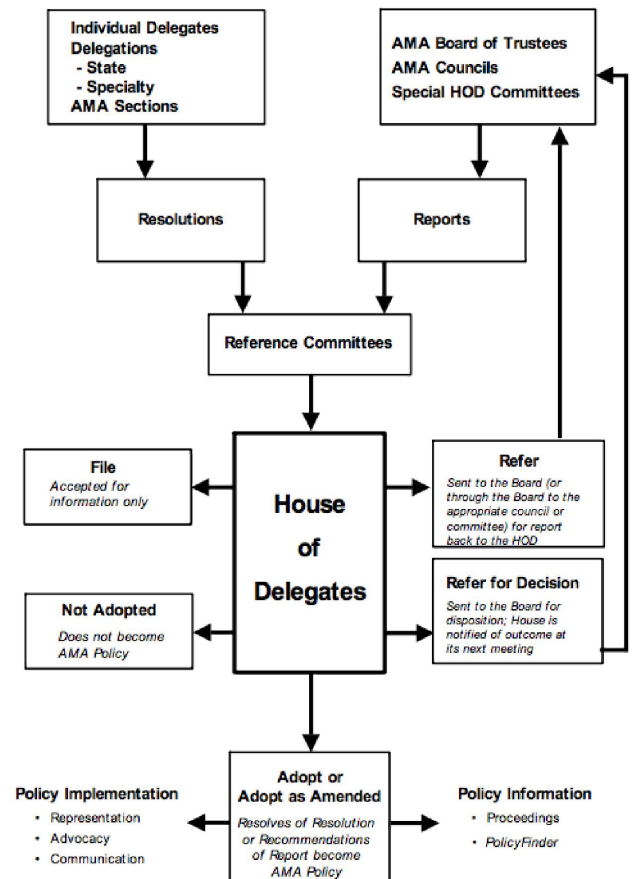 Individual Delegates
Delegations
- State
- Specialty
AMA Sections
AMA Board of Trustees
AMA Councils
Special HOD Committees
Resolutions
Reports
Reference Committees
File
Accepted for
information only
House
of
Delegates
Refer
Sent to the Board (or
through the Board to the
appropriate council or
committee) for report
back to the HOD
Not Adopted
Does not become
AMA Policy
Refer for Decision
Sent to the Board for
disposition; House is
notified of outcome at
its next meeting
Policy Implementation
• Representation
• Advocacy
• Communication
Adopt or
Adopt as Amended
Resolves of Resolution
or Recommendations
of Report become
AMA Policy
Policy Information
• Proceedings
• PolicyFinder